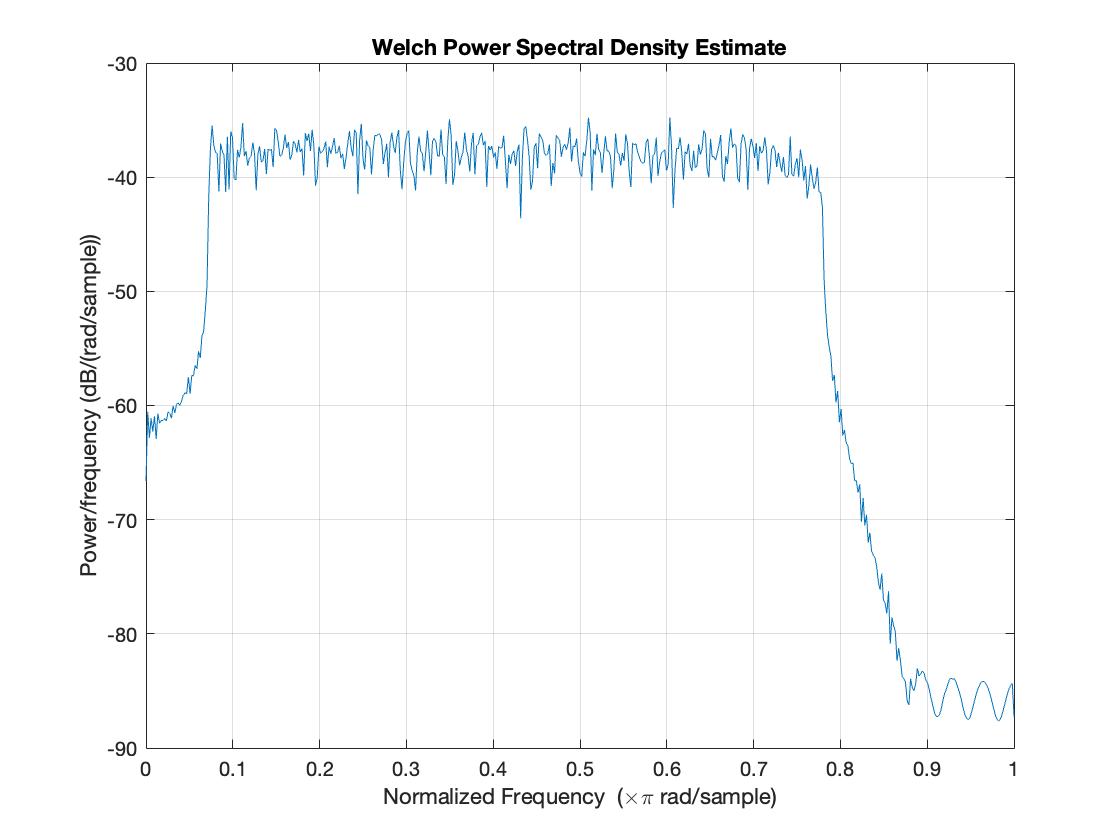 Welch Power Spectral Density Estimate
Power/frequency (dB/(rad/sample))
-30
-40
-50
-60
-70
-80
-90
0 0.1 0.2 0.3 0.4 0.5 0.6 0.7 0.8 0.9 1
Normalized Frequency (×π rad/sample)